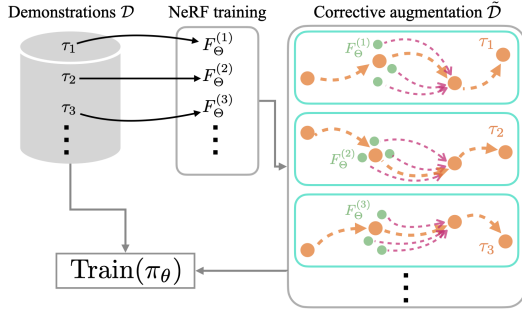 Demonstrations 𝒟
NeRF training
Corrective augmentation 𝒟̃
τ₁
τ₂
τ₃
F_Θ^(1)
F_Θ^(2)
F_Θ^(3)
F_Θ^(1)
τ₁
F_Θ^(2)
τ₂
F_Θ^(3)
τ₃
Train(π_θ)